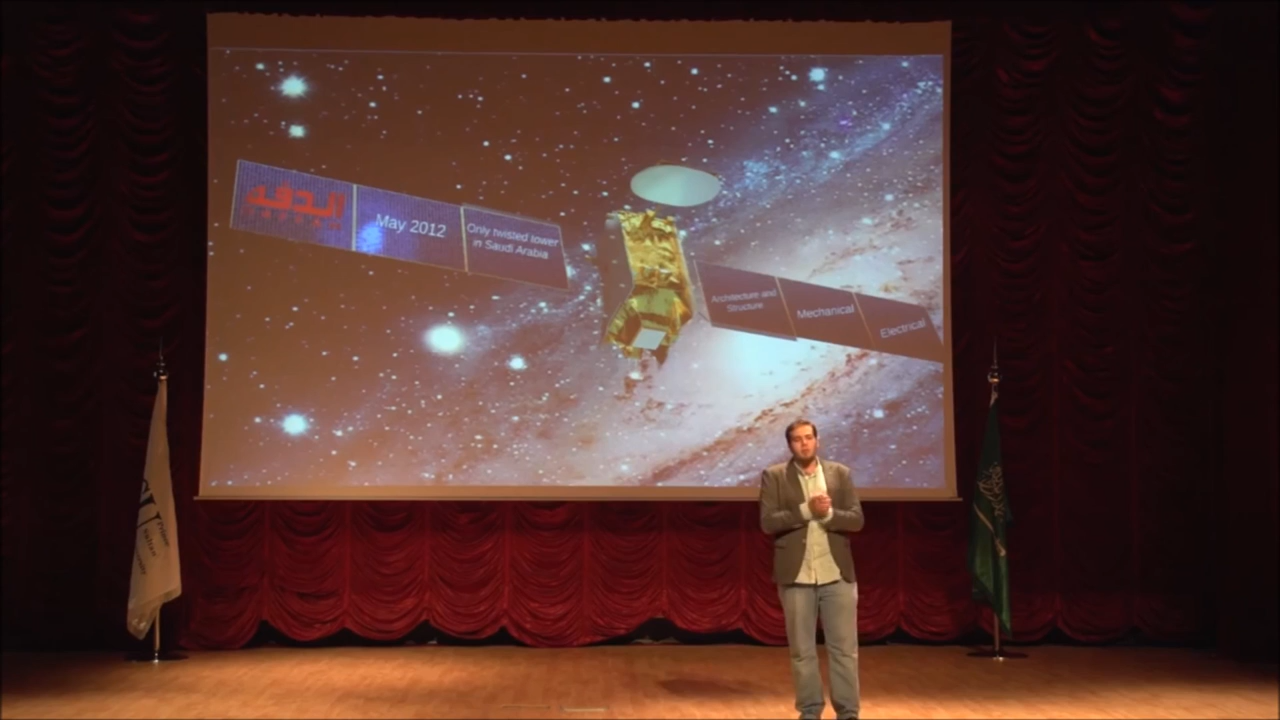 May 2012
Only twisted tower
in Saudi Arabia
Architecture and
Structure
Mechanical
Electrical